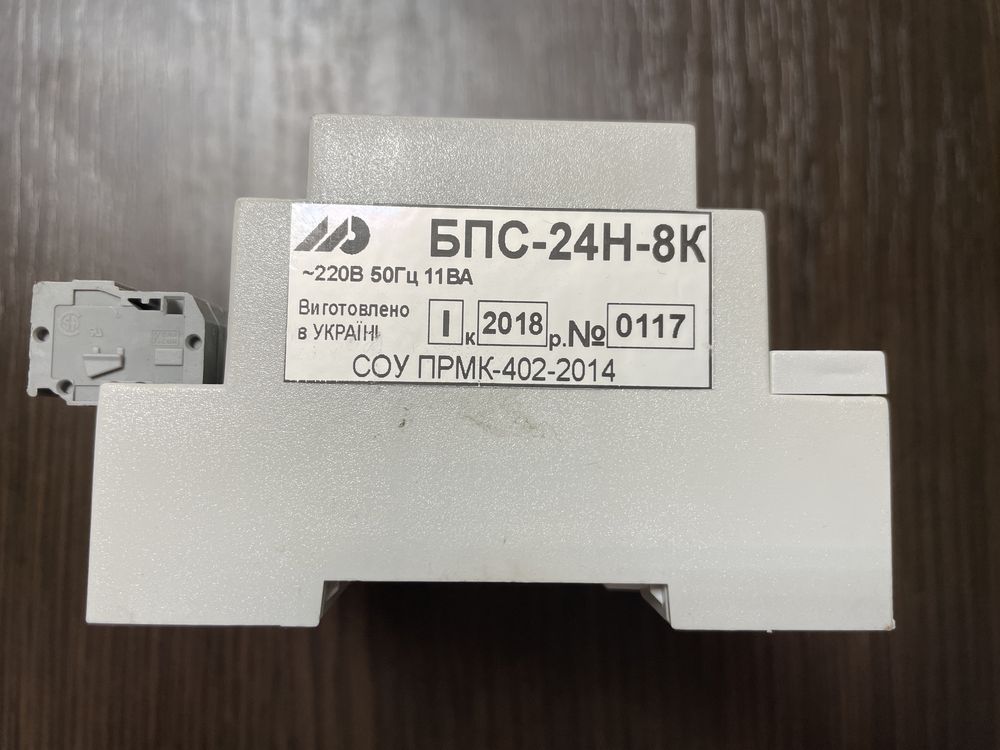 БПС-24Н-8К
~220В 50Гц 11ВА
Виготовлено
в УКРАЇНІ
I к 2018 р. № 0117
СОУ ПРМК-402-2014